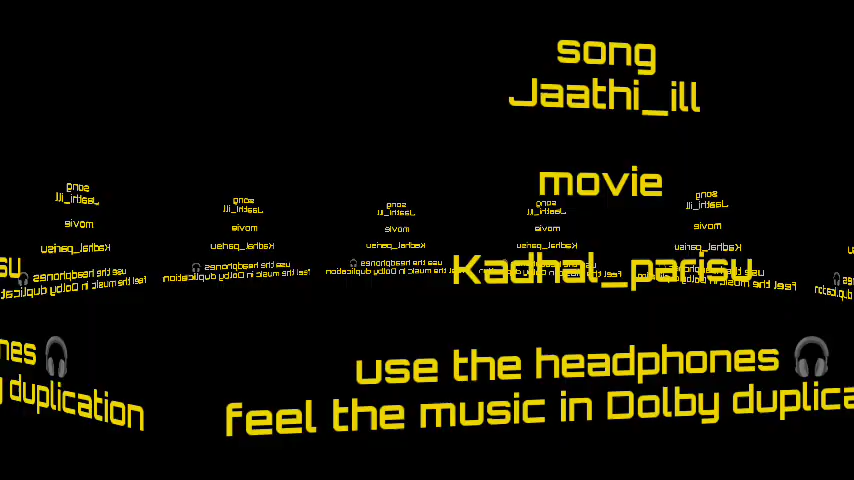 song
Jaathi_ill
movie
Kadhal_parisu
use the headphones 🎧
feel the music in Dolby duplica